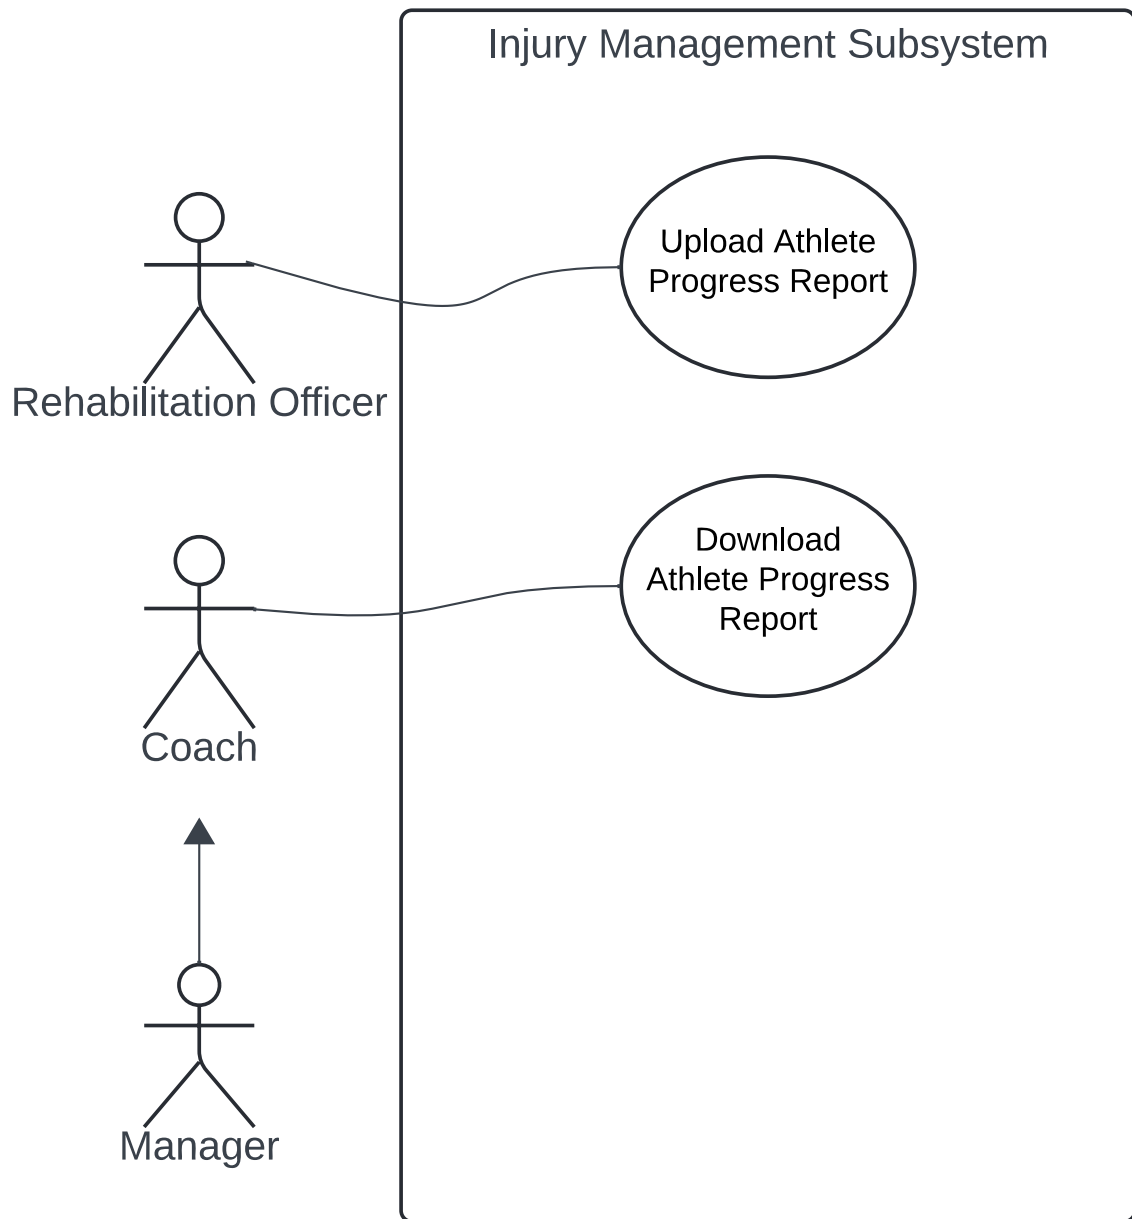 Injury Management Subsystem
Upload Athlete
Progress Report
Rehabilitation Officer
Download
Athlete Progress
Report
Coach
Manager